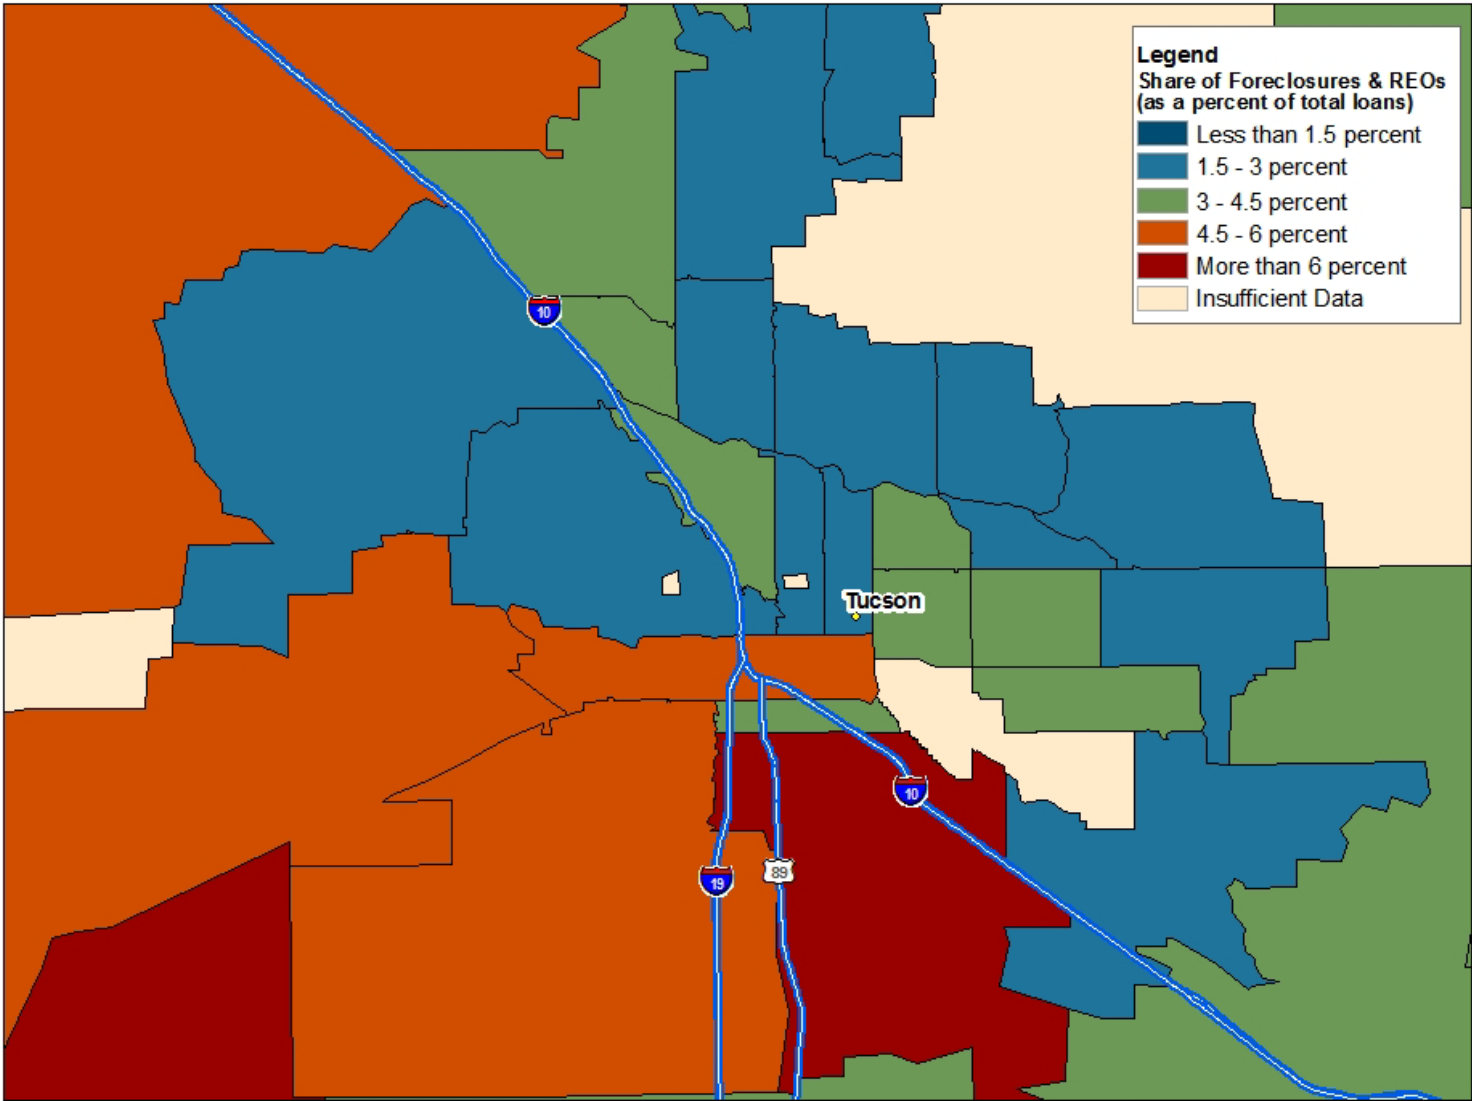 Legend
Share of Foreclosures & REOs
(as a percent of total loans)
Less than 1.5 percent
1.5 - 3 percent
3 - 4.5 percent
4.5 - 6 percent
More than 6 percent
Insufficient Data
10
Tucson
10
19
89